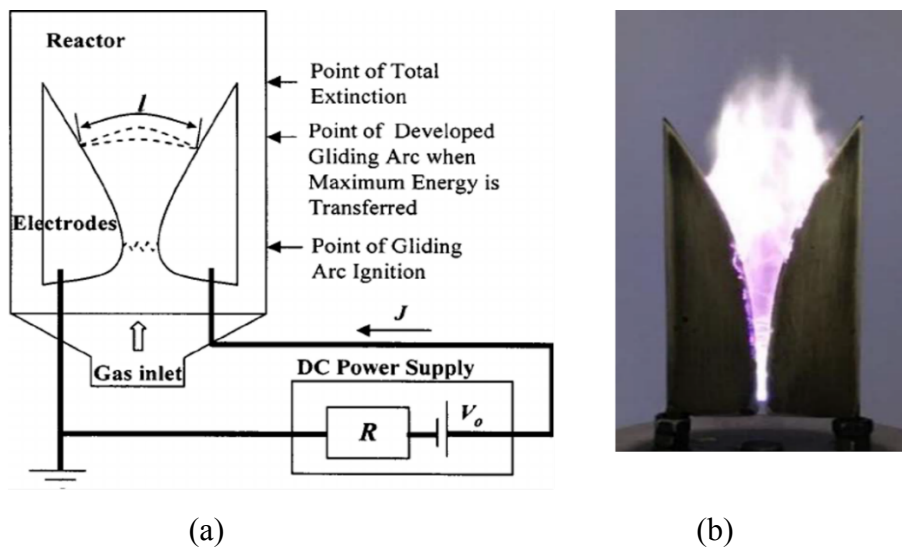 Reactor
l
Point of Total
Extinction
Point of Developed
Gliding Arc when
Maximum Energy is
Transferred
Electrodes
Point of Gliding
Arc Ignition
J
Gas inlet
DC Power Supply
R
Vo
(a)
(b)